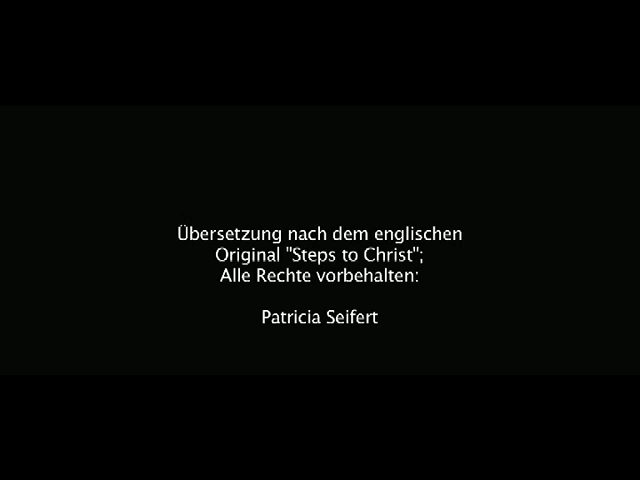 Übersetzung nach dem englischen
Original "Steps to Christ";
Alle Rechte vorbehalten:
Patricia Seifert